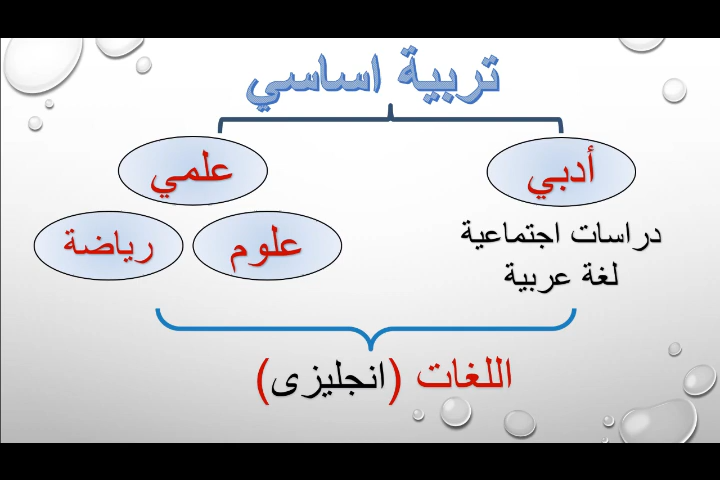 تربية اساسي
أدبي
علمي
دراسات اجتماعية
لغة عربية
علوم
رياضة
اللغات (انجليزى)